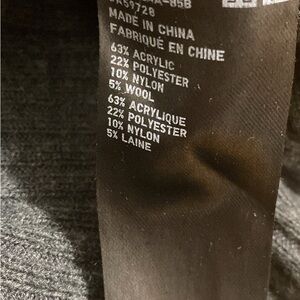 MADE IN CHINA
FABRIQUÉ EN CHINE
63% ACRYLIC
22% POLYESTER
10% NYLON
5% WOOL
63% ACRYLIQUE
22% POLYESTER
10% NYLON
5% LAINE